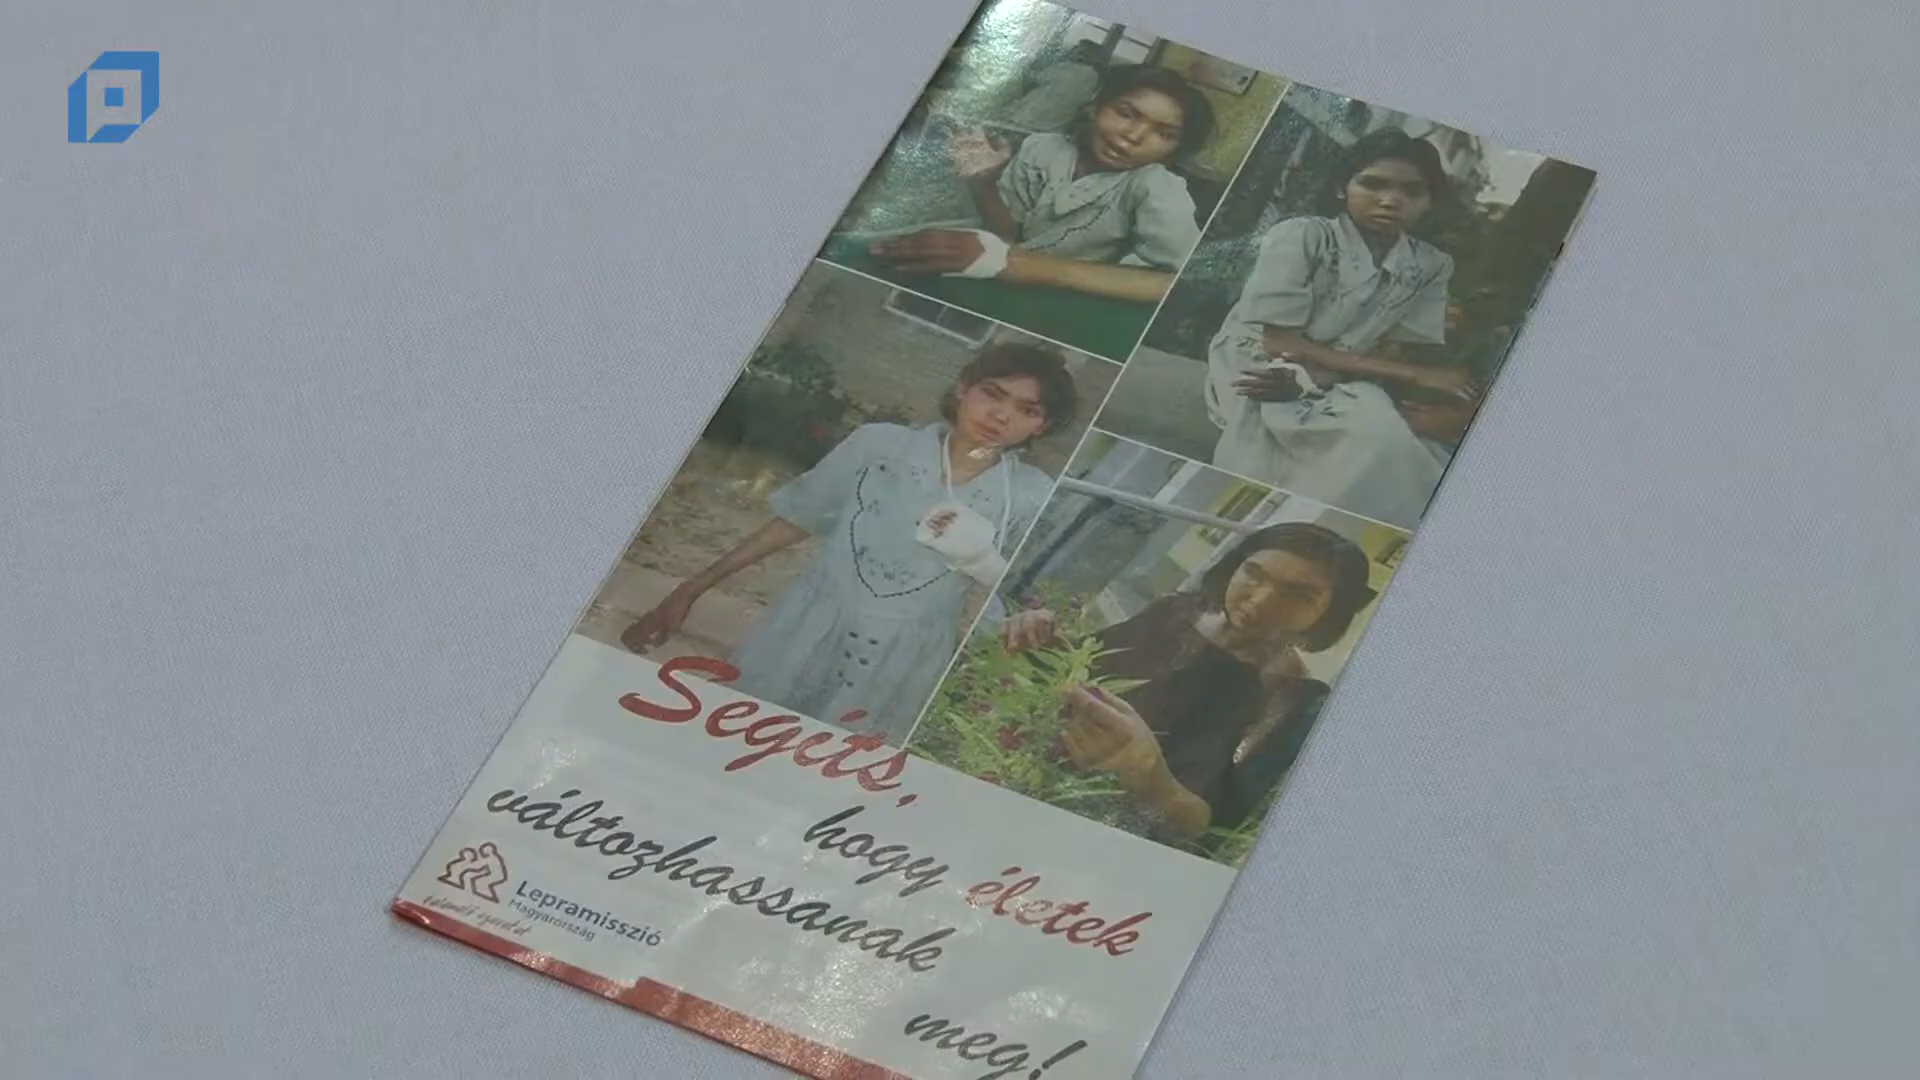 Segíts,
hogy életek
változhassanak
meg!
Lepramisszió
Magyarország